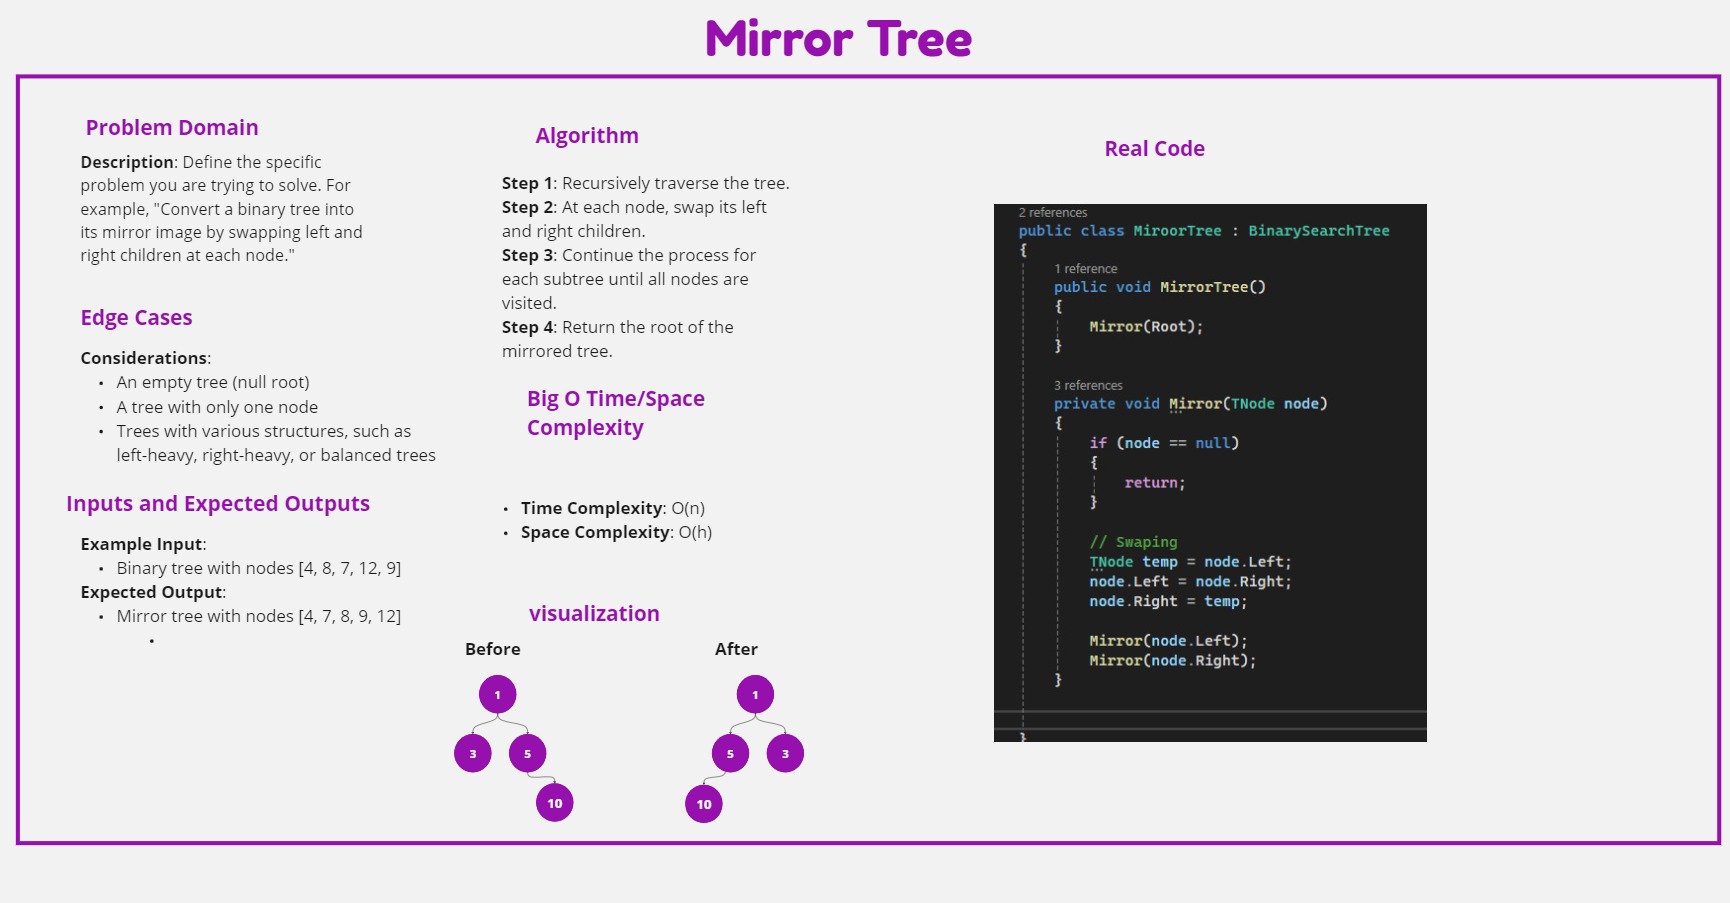 Mirror Tree
Problem Domain
Description: Define the specific
problem you are trying to solve. For
example, "Convert a binary tree into
its mirror image by swapping left and
right children at each node."
Edge Cases
Considerations:
• An empty tree (null root)
• A tree with only one node
• Trees with various structures, such as
left-heavy, right-heavy, or balanced trees
Inputs and Expected Outputs
Example Input:
• Binary tree with nodes [4, 8, 7, 12, 9]
Expected Output:
• Mirror tree with nodes [4, 7, 8, 9, 12]
•
Algorithm
Step 1: Recursively traverse the tree.
Step 2: At each node, swap its left
and right children.
Step 3: Continue the process for
each subtree until all nodes are
visited.
Step 4: Return the root of the
mirrored tree.
Big O Time/Space
Complexity
• Time Complexity: O(n)
• Space Complexity: O(h)
visualization
Before
1
3 5
10
After
1
5 3
10
Real Code
2 references
public class MiroorTree : BinarySearchTree
{
1 reference
public void MirrorTree()
{
Mirror(Root);
}
3 references
private void Mirror(TNode node)
{
if (node == null)
{
return;
}
// Swaping
TNode temp = node.Left;
node.Left = node.Right;
node.Right = temp;
Mirror(node.Left);
Mirror(node.Right);
}
}